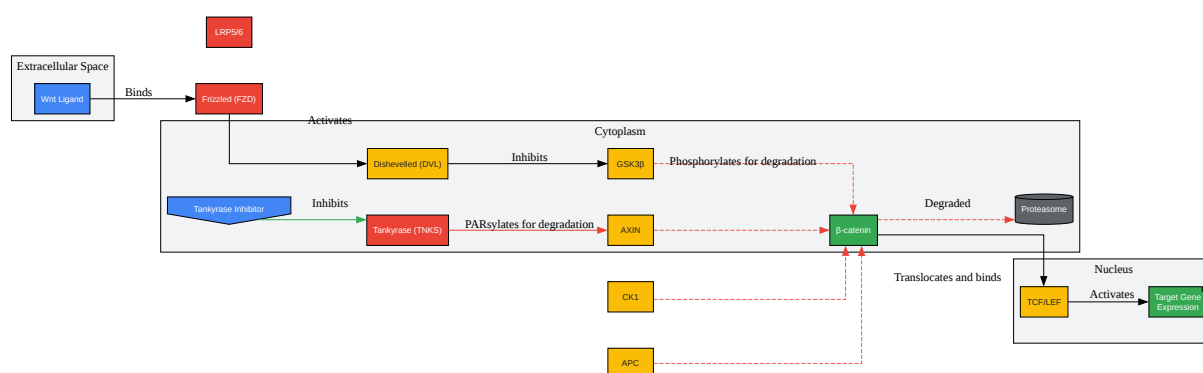 LRP5/6
Extracellular Space
Wnt Ligand
Binds
Frizzled (FZD)
Activates
Cytoplasm
Dishevelled (DVL)
Inhibits
GSK3β
Phosphorylates for degradation
Tankyrase Inhibitor
Inhibits
Tankyrase (TNKS)
PARsylates for degradation
AXIN
β-catenin
Degraded
Proteasome
Translocates and binds
Nucleus
CK1
TCF/LEF
Activates
Target Gene
Expression
APC